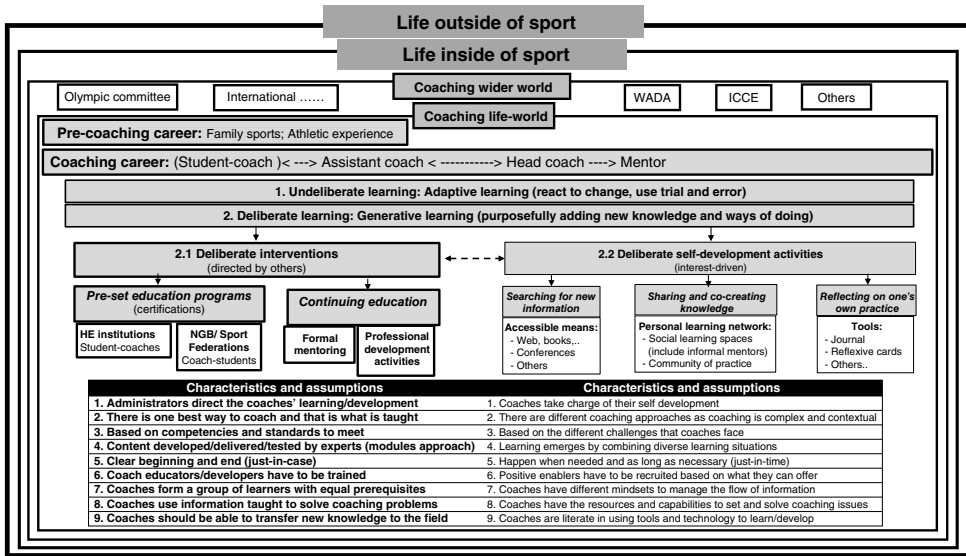 Life outside of sport
Life inside of sport
Coaching wider world
Olympic committee
International ......
WADA
ICCE
Others
Coaching life-world
Pre-coaching career: Family sports; Athletic experience
Coaching career: (Student-coach )< ---> Assistant coach < -----------> Head coach ----> Mentor
1. Undeliberate learning: Adaptive learning (react to change, use trial and error)
2. Deliberate learning: Generative learning (purposefully adding new knowledge and ways of doing)
2.1 Deliberate interventions
(directed by others)
2.2 Deliberate self-development activities
(interest-driven)
Pre-set education programs
(certifications)
HE institutions
Student-coaches
NGB/ Sport
Federations
Coach-students
Continuing education
Formal
mentoring
Professional
development
activities
Searching for new
information
Accessible means:
- Web, books,..
- Conferences
- Others
Sharing and co-creating
knowledge
Personal learning network:
- Social learning spaces
(include informal mentors)
- Community of practice
Reflecting on one's
own practice
Tools:
- Journal
- Reflexive cards
- Others..
Characteristics and assumptions
1. Administrators direct the coaches' learning/development
2. There is one best way to coach and that is what is taught
3. Based on competencies and standards to meet
4. Content developed/delivered/tested by experts (modules approach)
5. Clear beginning and end (just-in-case)
6. Coach educators/developers have to be trained
7. Coaches form a group of learners with equal prerequisites
8. Coaches use information taught to solve coaching problems
9. Coaches should be able to transfer new knowledge to the field
Characteristics and assumptions
1. Coaches take charge of their self development
2. There are different coaching approaches as coaching is complex and contextual
3. Based on the different challenges that coaches face
4. Learning emerges by combining diverse learning situations
5. Happen when needed and as long as necessary (just-in-time)
6. Positive enablers have to be recruited based on what they can offer
7. Coaches have different mindsets to manage the flow of information
8. Coaches have the resources and capabilities to set and solve coaching issues
9. Coaches are literate in using tools and technology to learn/develop